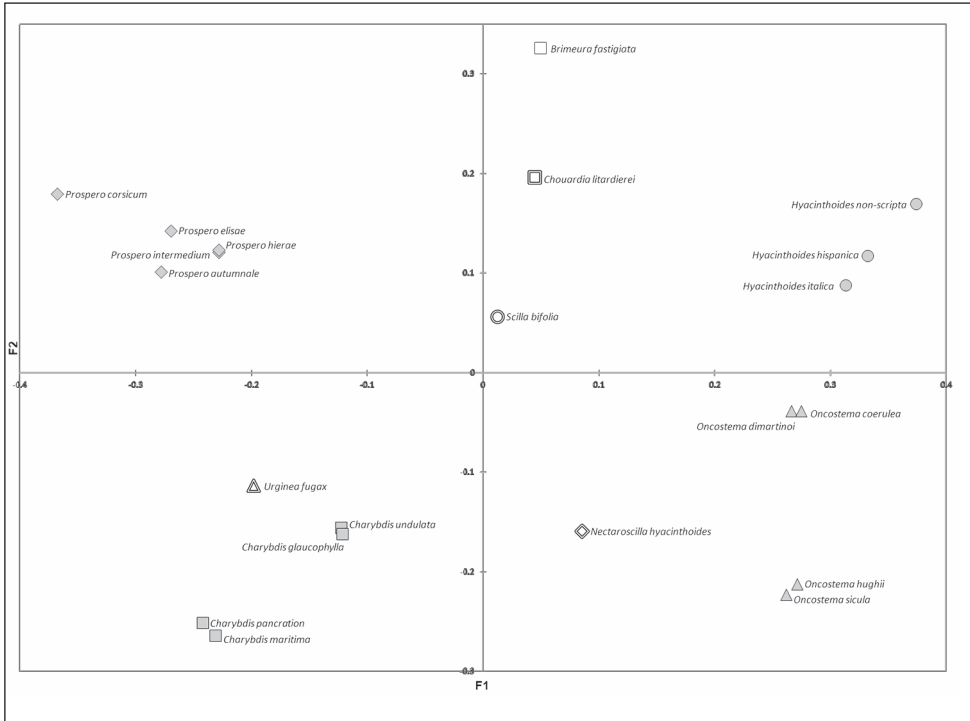 Brimeura fastigiata
0.3
0.2
Chouardia litardierei
Prospero corsicum
Hyacinthoides non-scripta
Prospero elisae
Prospero hierae
Prospero intermedium
Hyacinthoides hispanica
Prospero autumnale
0.1
Hyacinthoides italica
Scilla bifolia
F2
0
-0.4 -0.3 -0.2 -0.1 0 0.1 0.2 0.3 0.4
Oncostema coerulea
Oncostema dimartinoi
-0.1
Urginea fugax
Charybdis undulata
Nectaroscilla hyacinthoides
Charybdis glaucophylla
-0.2
Oncostema hughii
Oncostema sicula
Charybdis pancration
Charybdis maritima
-0.3
F1